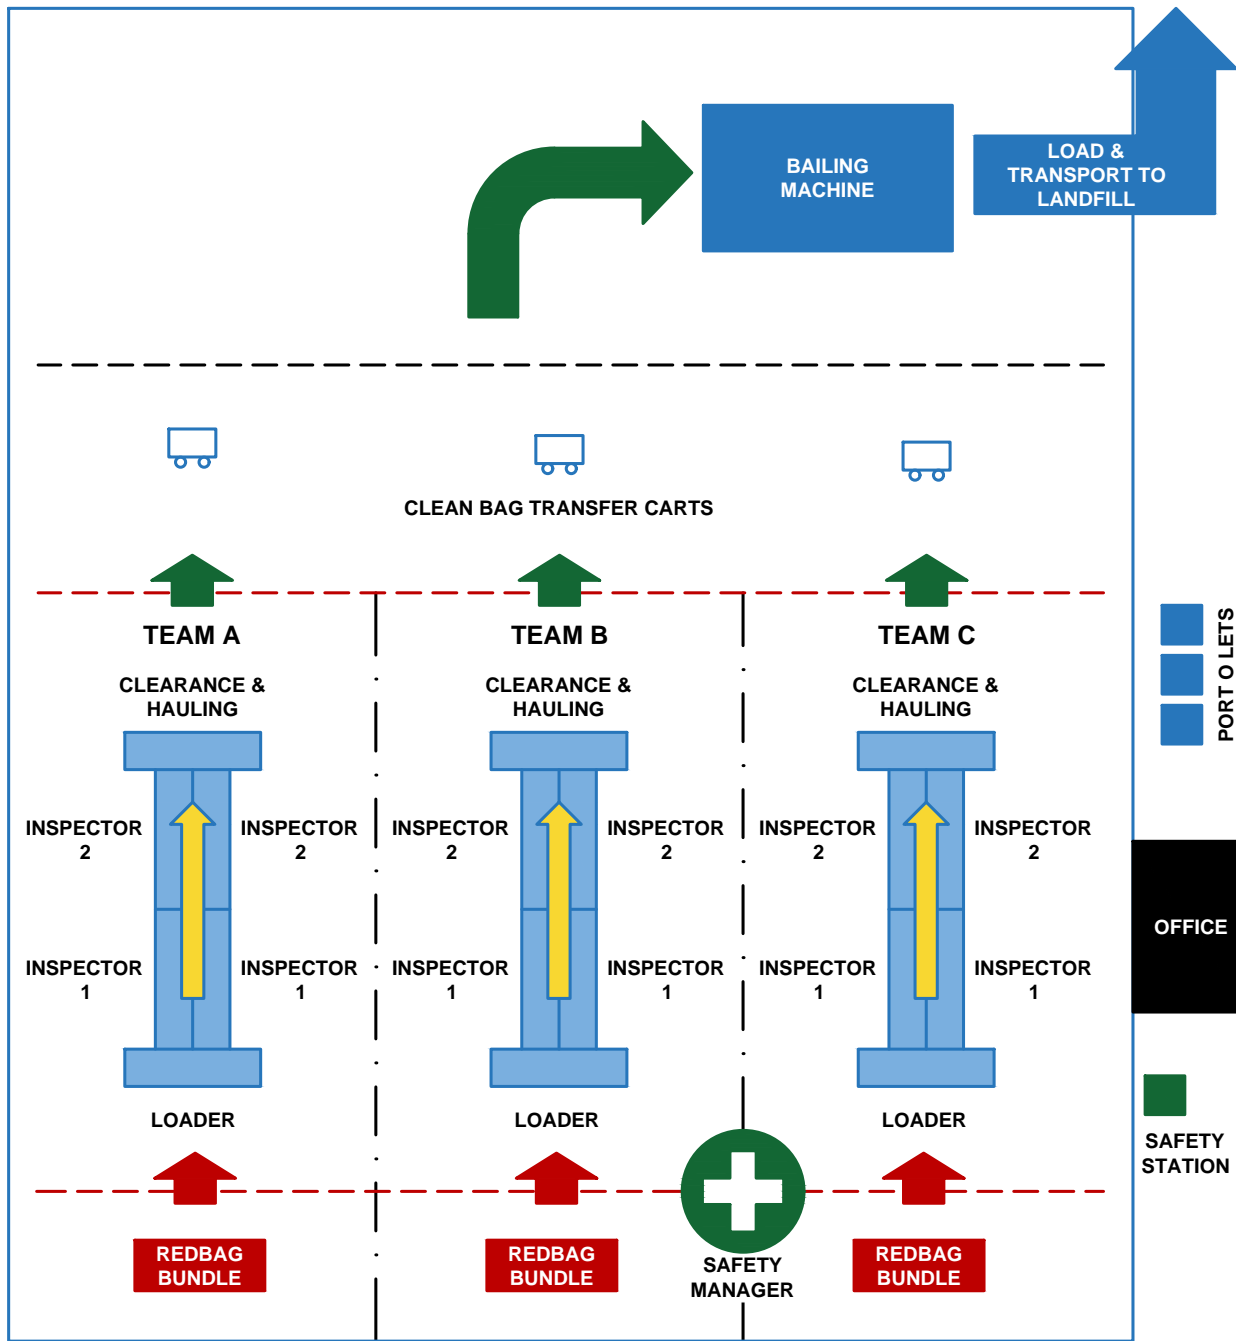 BAILING
MACHINE
LOAD &
TRANSPORT TO
LANDFILL
CLEAN BAG TRANSFER CARTS
TEAM A
TEAM B
TEAM C
CLEARANCE &
HAULING
CLEARANCE &
HAULING
CLEARANCE &
HAULING
PORT O LETS
INSPECTOR
2
INSPECTOR
2
INSPECTOR
2
INSPECTOR
2
INSPECTOR
2
INSPECTOR
2
OFFICE
INSPECTOR
1
INSPECTOR
1
INSPECTOR
1
INSPECTOR
1
INSPECTOR
1
INSPECTOR
1
LOADER
LOADER
LOADER
SAFETY
STATION
REDBAG
BUNDLE
REDBAG
BUNDLE
SAFETY
MANAGER
REDBAG
BUNDLE